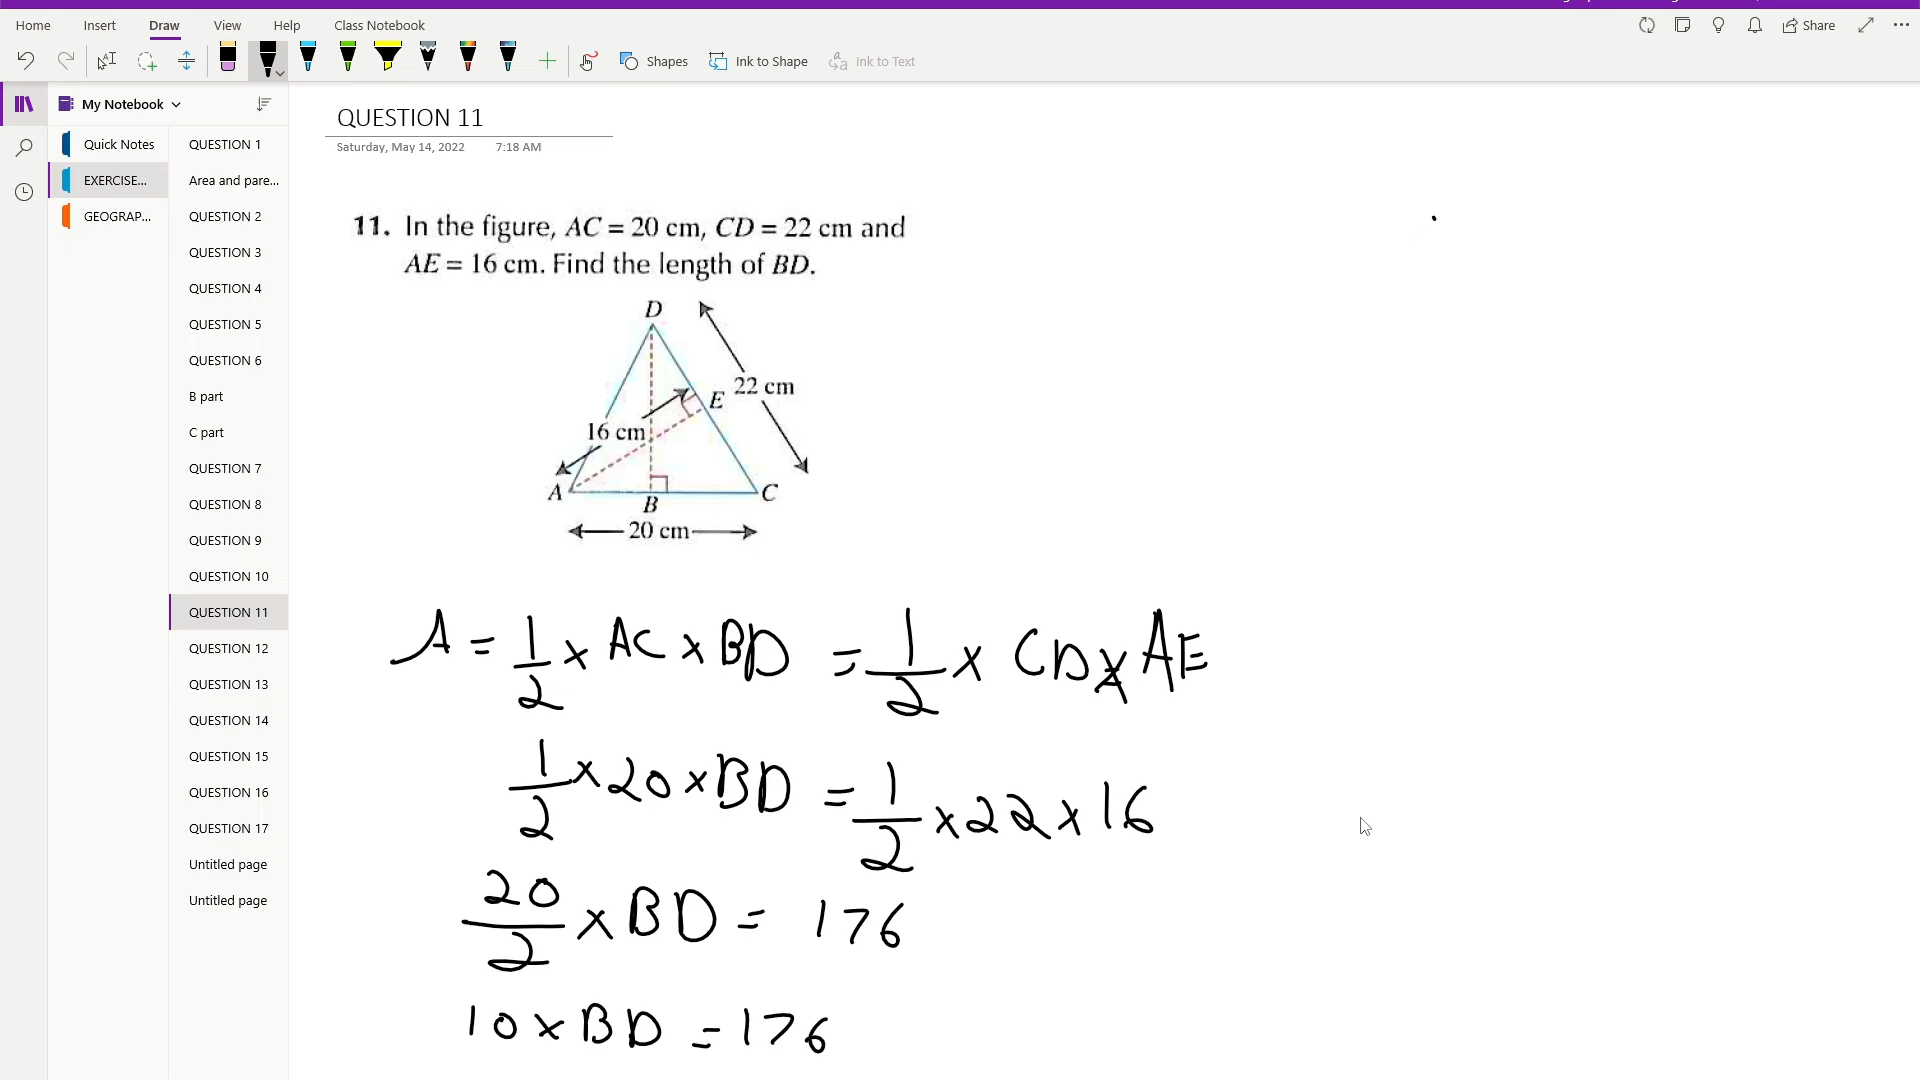 Home Insert Draw View Help Class Notebook
Share
Shapes Ink to Shape Ink to Text
My Notebook
Quick Notes
EXERCISE...
GEOGRAP...
QUESTION 1
Area and pare...
QUESTION 2
QUESTION 3
QUESTION 4
QUESTION 5
QUESTION 6
B part
C part
QUESTION 7
QUESTION 8
QUESTION 9
QUESTION 10
QUESTION 11
QUESTION 12
QUESTION 13
QUESTION 14
QUESTION 15
QUESTION 16
QUESTION 17
Untitled page
Untitled page
QUESTION 11
Saturday, May 14, 2022 7:18 AM
11. In the figure, AC = 20 cm, CD = 22 cm and
AE = 16 cm. Find the length of BD.
D
22 cm
E
16 cm
A
C
B
20 cm
A = 1/2 × AC × BD = 1/2 × CD × AE
1/2 × 20 × BD = 1/2 × 22 × 16
20/2 × BD = 176
10 × BD = 176